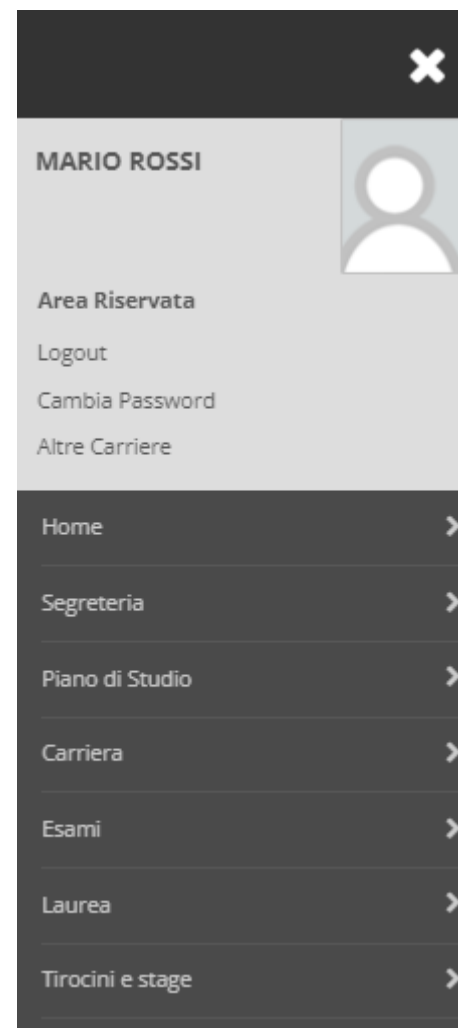 MARIO ROSSI
Area Riservata
Logout
Cambia Password
Altre Carriere
Home
Segreteria
Piano di Studio
Carriera
Esami
Laurea
Tirocini e stage